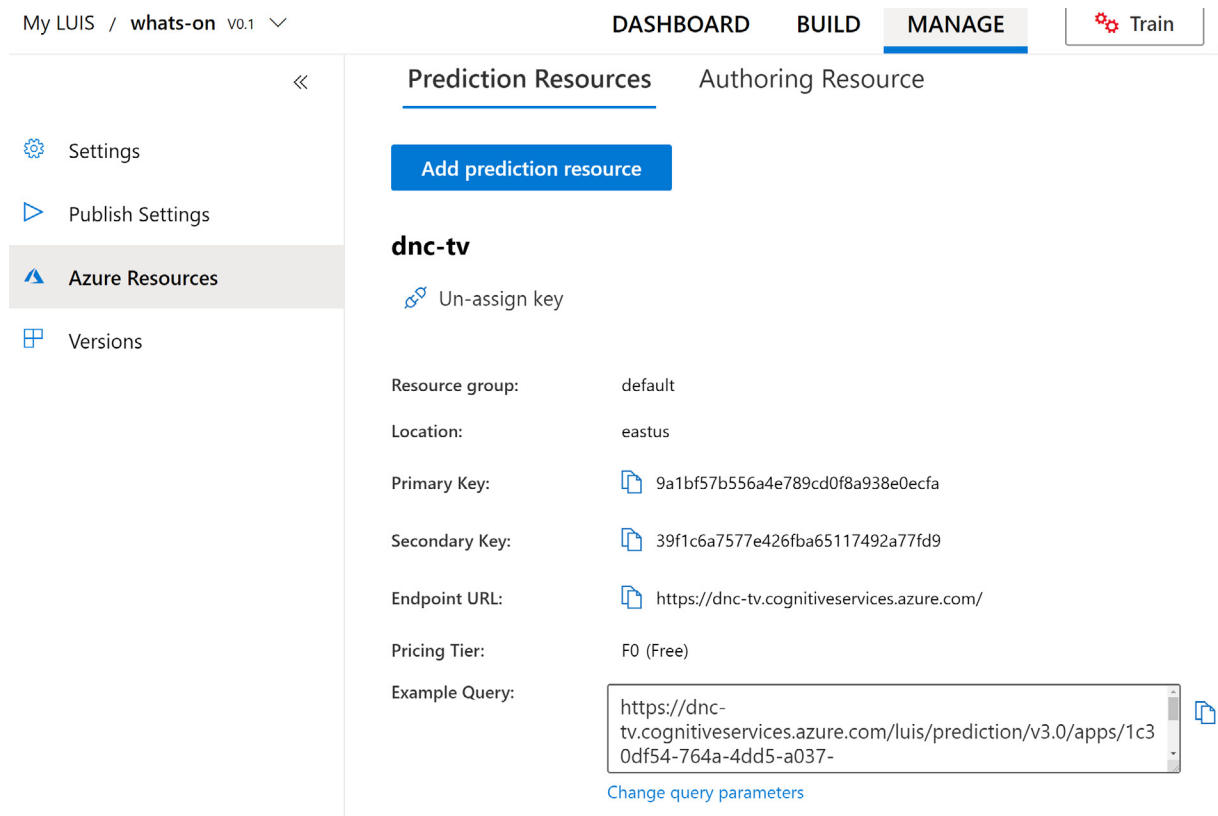 My LUIS / whats-on V0.1
DASHBOARD BUILD MANAGE Train
Prediction Resources Authoring Resource
Settings
Publish Settings
Azure Resources
Versions
Add prediction resource
dnc-tv
Un-assign key
Resource group: default
Location: eastus
Primary Key: 9a1bf57b556a4e789cd0f8a938e0ecfa
Secondary Key: 39f1c6a7577e426fba65117492a77fd9
Endpoint URL: https://dnc-tv.cognitiveservices.azure.com/
Pricing Tier: F0 (Free)
Example Query: https://dnc-
tv.cognitiveservices.azure.com/luis/prediction/v3.0/apps/1c3
0df54-764a-4dd5-a037-
Change query parameters